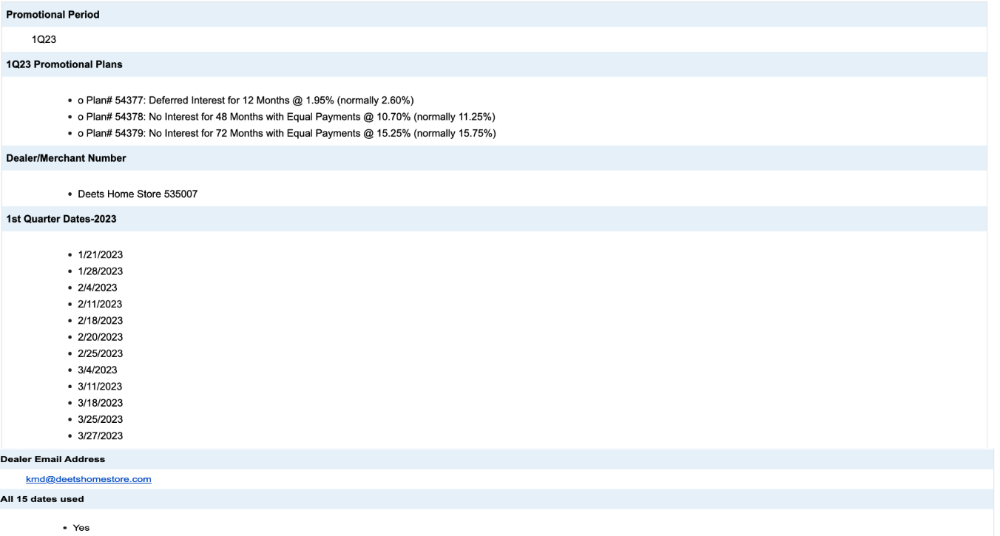 Promotional Period
1Q23
1Q23 Promotional Plans
• o Plan# 54377: Deferred Interest for 12 Months @ 1.95% (normally 2.60%)
• o Plan# 54378: No Interest for 48 Months with Equal Payments @ 10.70% (normally 11.25%)
• o Plan# 54379: No Interest for 72 Months with Equal Payments @ 15.25% (normally 15.75%)
Dealer/Merchant Number
• Deets Home Store 535007
1st Quarter Dates-2023
• 1/21/2023
• 1/28/2023
• 2/4/2023
• 2/11/2023
• 2/18/2023
• 2/20/2023
• 2/25/2023
• 3/4/2023
• 3/11/2023
• 3/18/2023
• 3/25/2023
• 3/27/2023
Dealer Email Address
kmd@deetshomestore.com
All 15 dates used
• Yes